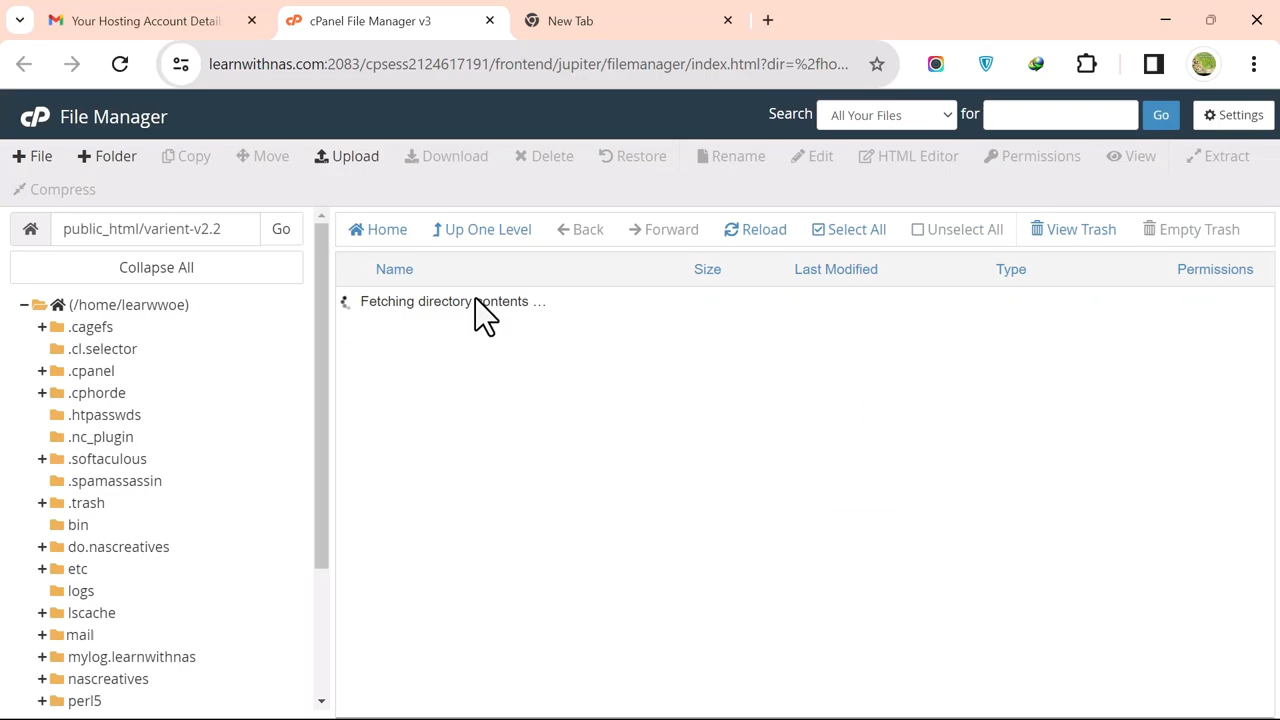 Your Hosting Account Detail
cPanel File Manager v3
New Tab
learnwithnas.com:2083/cpsess2124617191/frontend/jupiter/filemanager/index.html?dir=%2fho...
cP File Manager
Search All Your Files for Go Settings
File Folder Copy Move Upload Download Delete Restore Rename Edit HTML Editor Permissions View Extract
Compress
public_html/varient-v2.2 Go
Home Up One Level Back Forward Reload Select All Unselect All View Trash Empty Trash
Collapse All
Name Size Last Modified Type Permissions
Fetching directory contents ...
(/home/learwwoe)
.cagefs
.cl.selector
.cpanel
.cphorde
.htpasswds
.nc_plugin
.softaculous
.spamassassin
.trash
bin
do.nascreatives
etc
logs
lscache
mail
mylog.learnwithnas
nascreatives
perl5